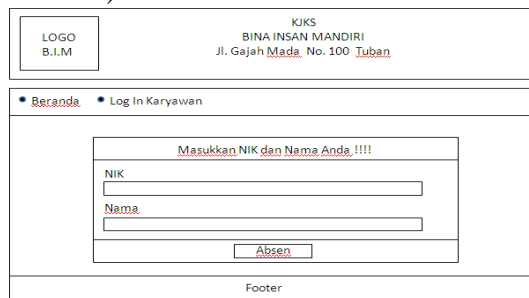 KJKS
LOGO
B.I.M
BINA INSAN MANDIRI
Jl. Gajah Mada No. 100 Tuban
Beranda
Log In Karyawan
Masukkan NIK dan Nama Anda !!!!
NIK
Nama
Absen
Footer